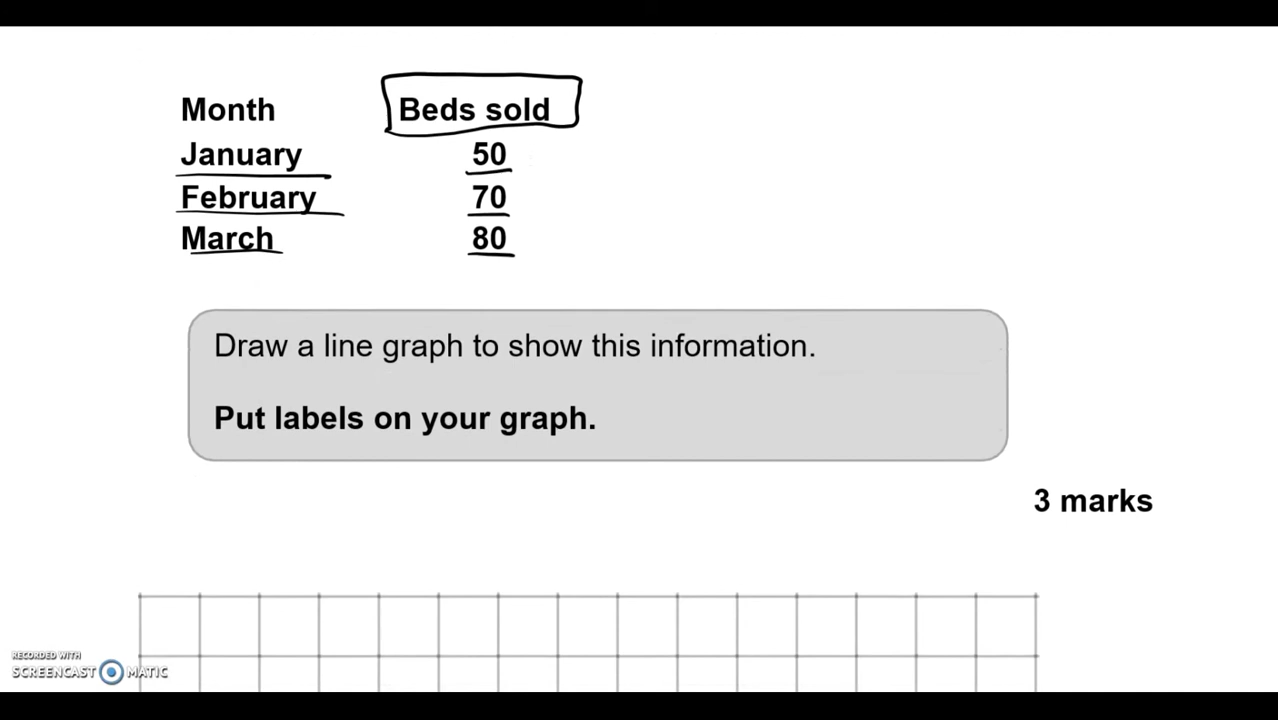 Month Beds sold
January 50
February 70
March 80
Draw a line graph to show this information.
Put labels on your graph.
3 marks
RECORDED WITH
SCREENCAST MATIC